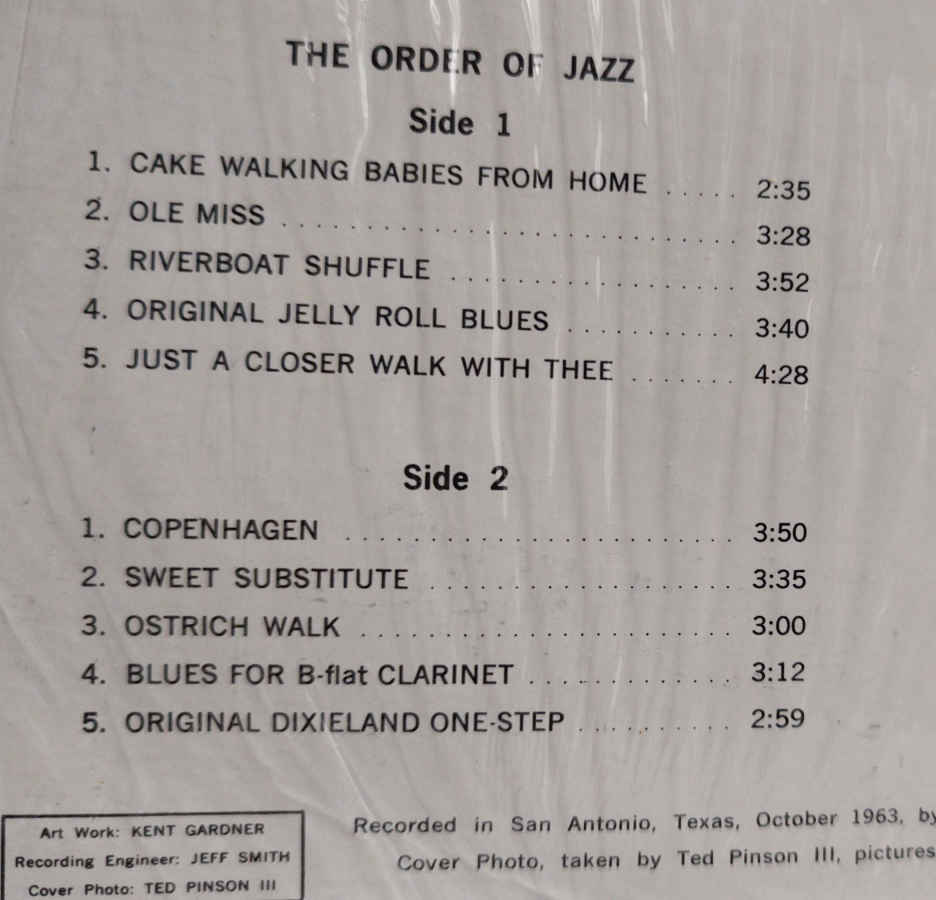 THE ORDER OF JAZZ
Side 1
1. CAKE WALKING BABIES FROM HOME ..... 2:35
2. OLE MISS ............................ 3:28
3. RIVERBOAT SHUFFLE ................. 3:52
4. ORIGINAL JELLY ROLL BLUES .......... 3:40
5. JUST A CLOSER WALK WITH THEE ....... 4:28
Side 2
1. COPENHAGEN ........................ 3:50
2. SWEET SUBSTITUTE ................... 3:35
3. OSTRICH WALK ....................... 3:00
4. BLUES FOR B-flat CLARINET ............. 3:12
5. ORIGINAL DIXIELAND ONE-STEP .......... 2:59
Art Work: KENT GARDNER
Recording Engineer: JEFF SMITH
Cover Photo: TED PINSON III
Recorded in San Antonio, Texas, October 1963, by
Cover Photo, taken by Ted Pinson III, pictures